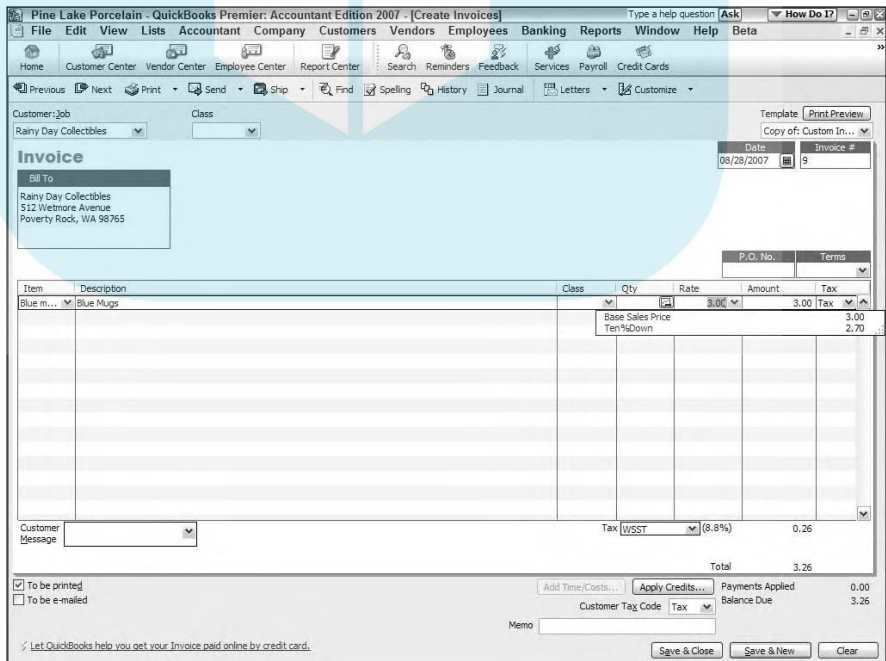 Pine Lake Porcelain - QuickBooks Premier: Accountant Edition 2007 - [Create Invoices] Type a help question Ask How Do I?
File Edit View Lists Accountant Company Customers Vendors Employees Banking Reports Window Help Beta
Home Customer Center Vendor Center Employee Center Report Center Search Reminders Feedback Services Payroll Credit Cards
Previous Next Print Send Ship Find Spelling History Journal Letters Customize
Customer:Job Class Template Print Preview
Rainy Day Collectibles Copy of: Custom In...
Invoice
Date Invoice #
08/28/2007 9
Bill To
Rainy Day Collectibles
512 Wetmore Avenue
Poverty Rock, WA 98765
P.O. No. Terms
Item Description Class Qty Rate Amount Tax
Blue m... Blue Mugs 3.00 3.00 Tax
Base Sales Price 3.00
Ten%Down 2.70
Customer Message
Tax WSST (8.8%) 0.26
Total 3.26
To be printed
To be e-mailed
Add Time/Costs... Apply Credits... Payments Applied 0.00
Customer Tax Code Tax Balance Due 3.26
Memo
Let QuickBooks help you get your Invoice paid online by credit card.
Save & Close Save & New Clear